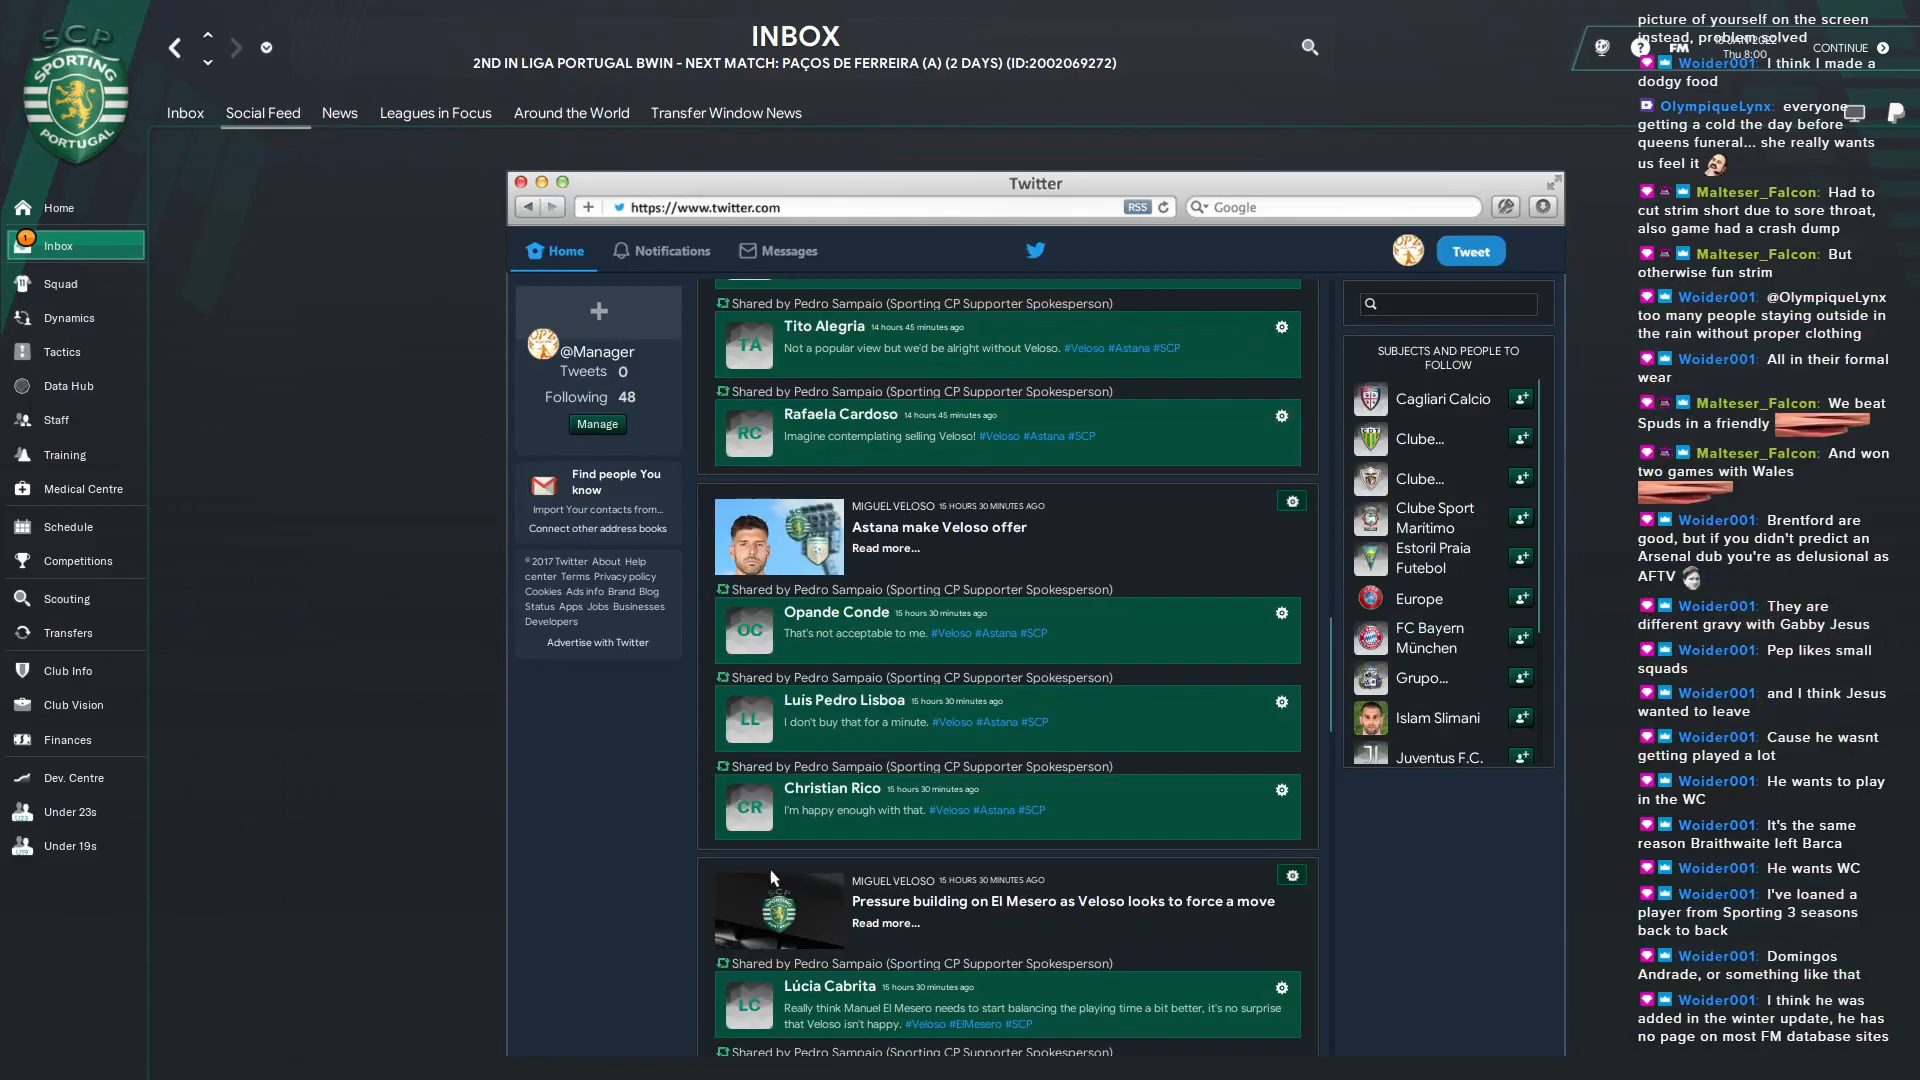 SCP
SPORTING
PORTUGAL
INBOX
2ND IN LIGA PORTUGAL BWIN - NEXT MATCH: PAÇOS DE FERREIRA (A) (2 DAYS) (ID:2002069272)
FM
Thu 8:00
CONTINUE
Inbox
Social Feed
News
Leagues in Focus
Around the World
Transfer Window News
Home
1
Inbox
Squad
Dynamics
Tactics
Data Hub
Staff
Training
Medical Centre
Schedule
Competitions
Scouting
Transfers
Club Info
Club Vision
Finances
Dev. Centre
Under 23s
Under 19s
Twitter
https://www.twitter.com
RSS
Google
Home
Notifications
Messages
Tweet
@Manager
Tweets 0
Following 48
Manage
Find people You
know
Import Your contacts from...
Connect other address books
© 2017 Twitter About Help
center Terms Privacy policy
Cookies Ads info Brand Blog
Status Apps Jobs Businesses
Developers
Advertise with Twitter
Shared by Pedro Sampaio (Sporting CP Supporter Spokesperson)
TA
Tito Alegria 14 hours 45 minutes ago
Not a popular view but we'd be alright without Veloso. #Veloso #Astana #SCP
Shared by Pedro Sampaio (Sporting CP Supporter Spokesperson)
RC
Rafaela Cardoso 14 hours 45 minutes ago
Imagine contemplating selling Veloso! #Veloso #Astana #SCP
MIGUEL VELOSO 15 HOURS 30 MINUTES AGO
Astana make Veloso offer
Read more...
Shared by Pedro Sampaio (Sporting CP Supporter Spokesperson)
OC
Opande Conde 15 hours 30 minutes ago
That's not acceptable to me. #Veloso #Astana #SCP
Shared by Pedro Sampaio (Sporting CP Supporter Spokesperson)
LL
Luís Pedro Lisboa 15 hours 30 minutes ago
I don't buy that for a minute. #Veloso #Astana #SCP
Shared by Pedro Sampaio (Sporting CP Supporter Spokesperson)
CR
Christian Rico 15 hours 30 minutes ago
I'm happy enough with that. #Veloso #Astana #SCP
MIGUEL VELOSO 15 HOURS 30 MINUTES AGO
Pressure building on El Mesero as Veloso looks to force a move
Read more...
Shared by Pedro Sampaio (Sporting CP Supporter Spokesperson)
LC
Lúcia Cabrita 15 hours 30 minutes ago
Really think Manuel El Mesero needs to start balancing the playing time a bit better, it's no surprise
that Veloso isn't happy. #Veloso #ElMesero #SCP
Shared by Pedro Sampaio (Sporting CP Supporter Spokesperson)
SUBJECTS AND PEOPLE TO
FOLLOW
Cagliari Calcio
Clube...
Clube...
Clube Sport
Marítimo
Estoril Praia
Futebol
Europe
FC Bayern
München
Grupo...
Islam Slimani
Juventus F.C.
picture of yourself on the screen
instead, problem solved
Woider001: I think I made a
dodgy food
OlympiqueLynx: everyone
getting a cold the day before
queens funeral... she really wants
us feel it
Malteser_Falcon: Had to
cut strim short due to sore throat,
also game had a crash dump
Malteser_Falcon: But
otherwise fun strim
Woider001: @OlympiqueLynx
too many people staying outside in
the rain without proper clothing
Woider001: All in their formal
wear
Malteser_Falcon: We beat
Spuds in a friendly
Malteser_Falcon: And won
two games with Wales
Woider001: Brentford are
good, but if you didn't predict an
Arsenal dub you're as delusional as
AFTV
Woider001: They are
different gravy with Gabby Jesus
Woider001: Pep likes small
squads
Woider001: and I think Jesus
wanted to leave
Woider001: Cause he wasnt
getting played a lot
Woider001: He wants to play
in the WC
Woider001: It's the same
reason Braithwaite left Barca
Woider001: He wants WC
Woider001: I've loaned a
player from Sporting 3 seasons
back to back
Woider001: Domingos
Andrade, or something like that
Woider001: I think he was
added in the winter update, he has
no page on most FM database sites